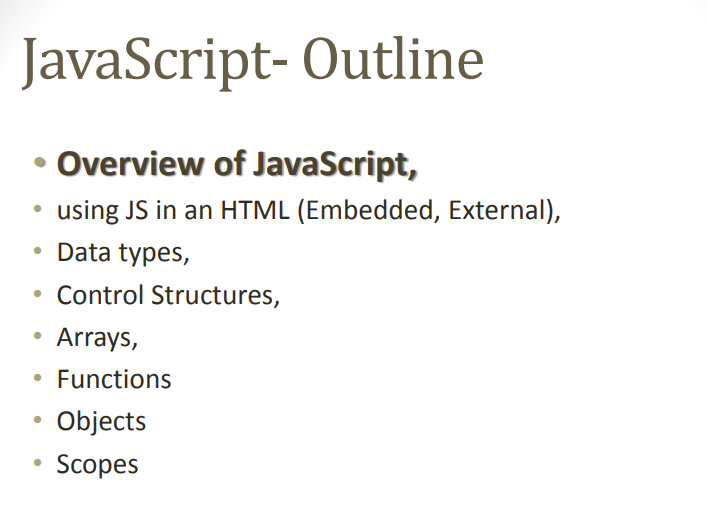 JavaScript- Outline
• Overview of JavaScript,
• using JS in an HTML (Embedded, External),
• Data types,
• Control Structures,
• Arrays,
• Functions
• Objects
• Scopes